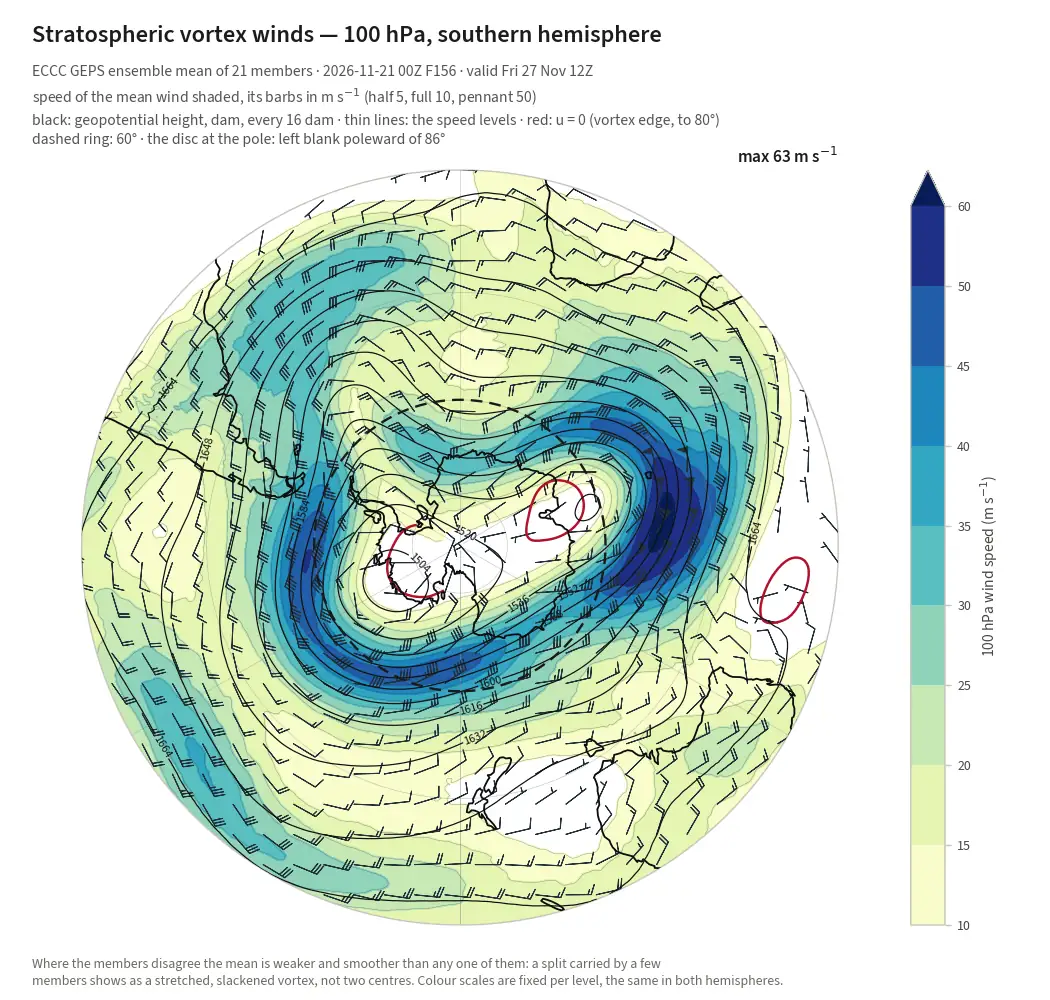 Stratospheric vortex winds — 100 hPa, southern hemisphere
ECCC GEPS ensemble mean of 21 members · 2026-11-21 00Z F156 · valid Fri 27 Nov 12Z
speed of the mean wind shaded, its barbs in m s⁻¹ (half 5, full 10, pennant 50)
black: geopotential height, dam, every 16 dam · thin lines: the speed levels · red: u = 0 (vortex edge, to 80°)
dashed ring: 60° · the disc at the pole: left blank poleward of 86°
max 63 m s⁻¹
60
50
45
40
35
30
25
20
15
10
100 hPa wind speed (m s⁻¹)
1664
1648
1584
1520
1504
1664
1536
1600
1616
1632
1664
Where the members disagree the mean is weaker and smoother than any one of them: a split carried by a few
members shows as a stretched, slackened vortex, not two centres. Colour scales are fixed per level, the same in both hemispheres.